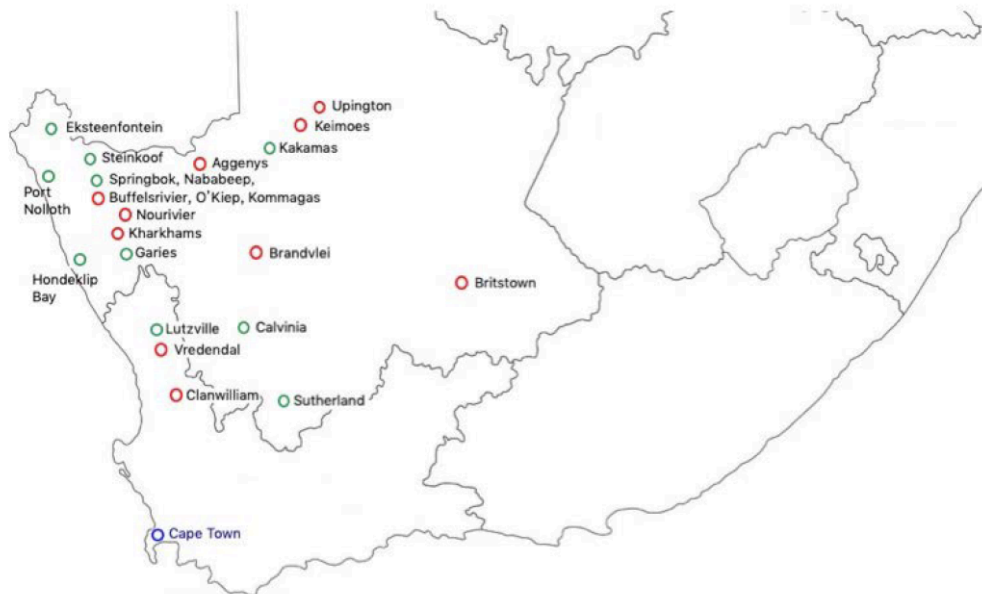 Upington
Keimoes
Eksteenfontein
Kakamas
Steinkoof
Aggenys
Springbok, Nababeep,
Port
Nolloth
Buffelsrivier, O'Kiep, Kommagas
Nourivier
Kharkhams
Garies
Brandvlei
Hondeklip
Bay
Britstown
Lutzville
Calvinia
Vredendal
Clanwilliam
Sutherland
Cape Town